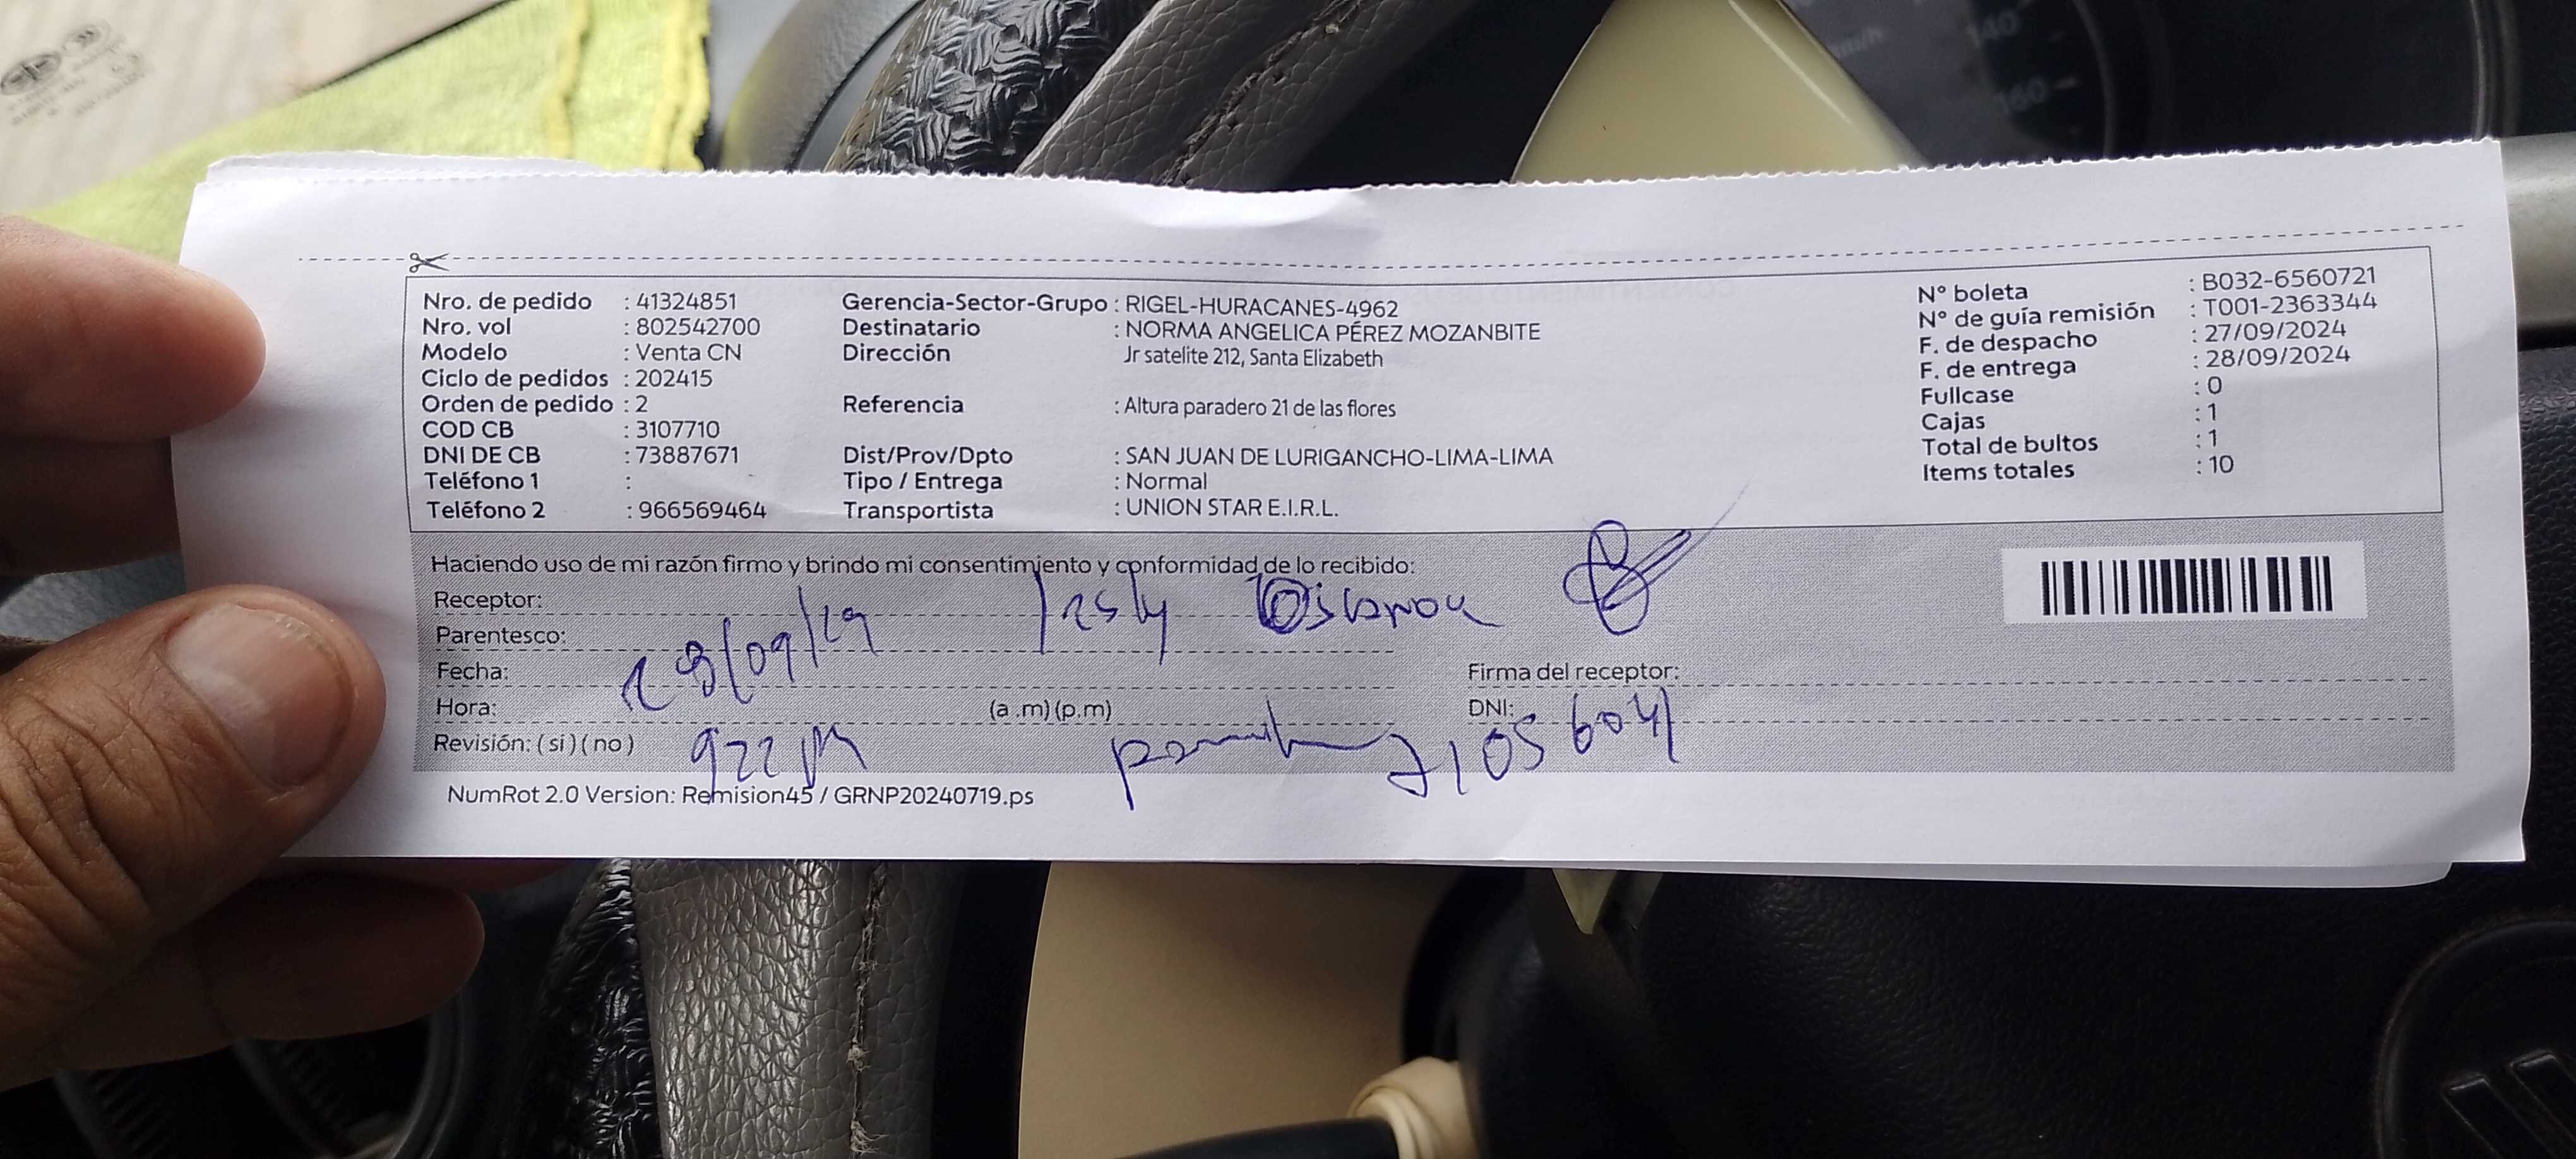 Nro. de pedido : 41324851
Nro. vol : 802542700
Modelo : Venta CN
Ciclo de pedidos : 202415
Orden de pedido : 2
COD CB : 3107710
DNI DE CB : 73887671
Teléfono 1 :
Teléfono 2 : 966569464
Gerencia-Sector-Grupo : RIGEL-HURACANES-4962
Destinatario : NORMA ANGELICA PÉREZ MOZANBITE
Dirección Jr satelite 212, Santa Elizabeth
Referencia : Altura paradero 21 de las flores
Dist/Prov/Dpto : SAN JUAN DE LURIGANCHO-LIMA-LIMA
Tipo / Entrega : Normal
Transportista : UNION STAR E.I.R.L.
N° boleta : B032-6560721
N° de guía remisión : T001-2363344
F. de despacho : 27/09/2024
F. de entrega : 28/09/2024
Fullcase : 0
Cajas : 1
Total de bultos : 1
Items totales : 10
Haciendo uso de mi razón firmo y brindo mi consentimiento y conformidad de lo recibido:
Receptor:
Parentesco:
Fecha:
Firma del receptor:
Hora: (a .m) (p.m)
DNI: 71056041
Revisión: ( si ) ( no )
NumRot 2.0 Version: Remision45 / GRNP20240719.ps
140
160